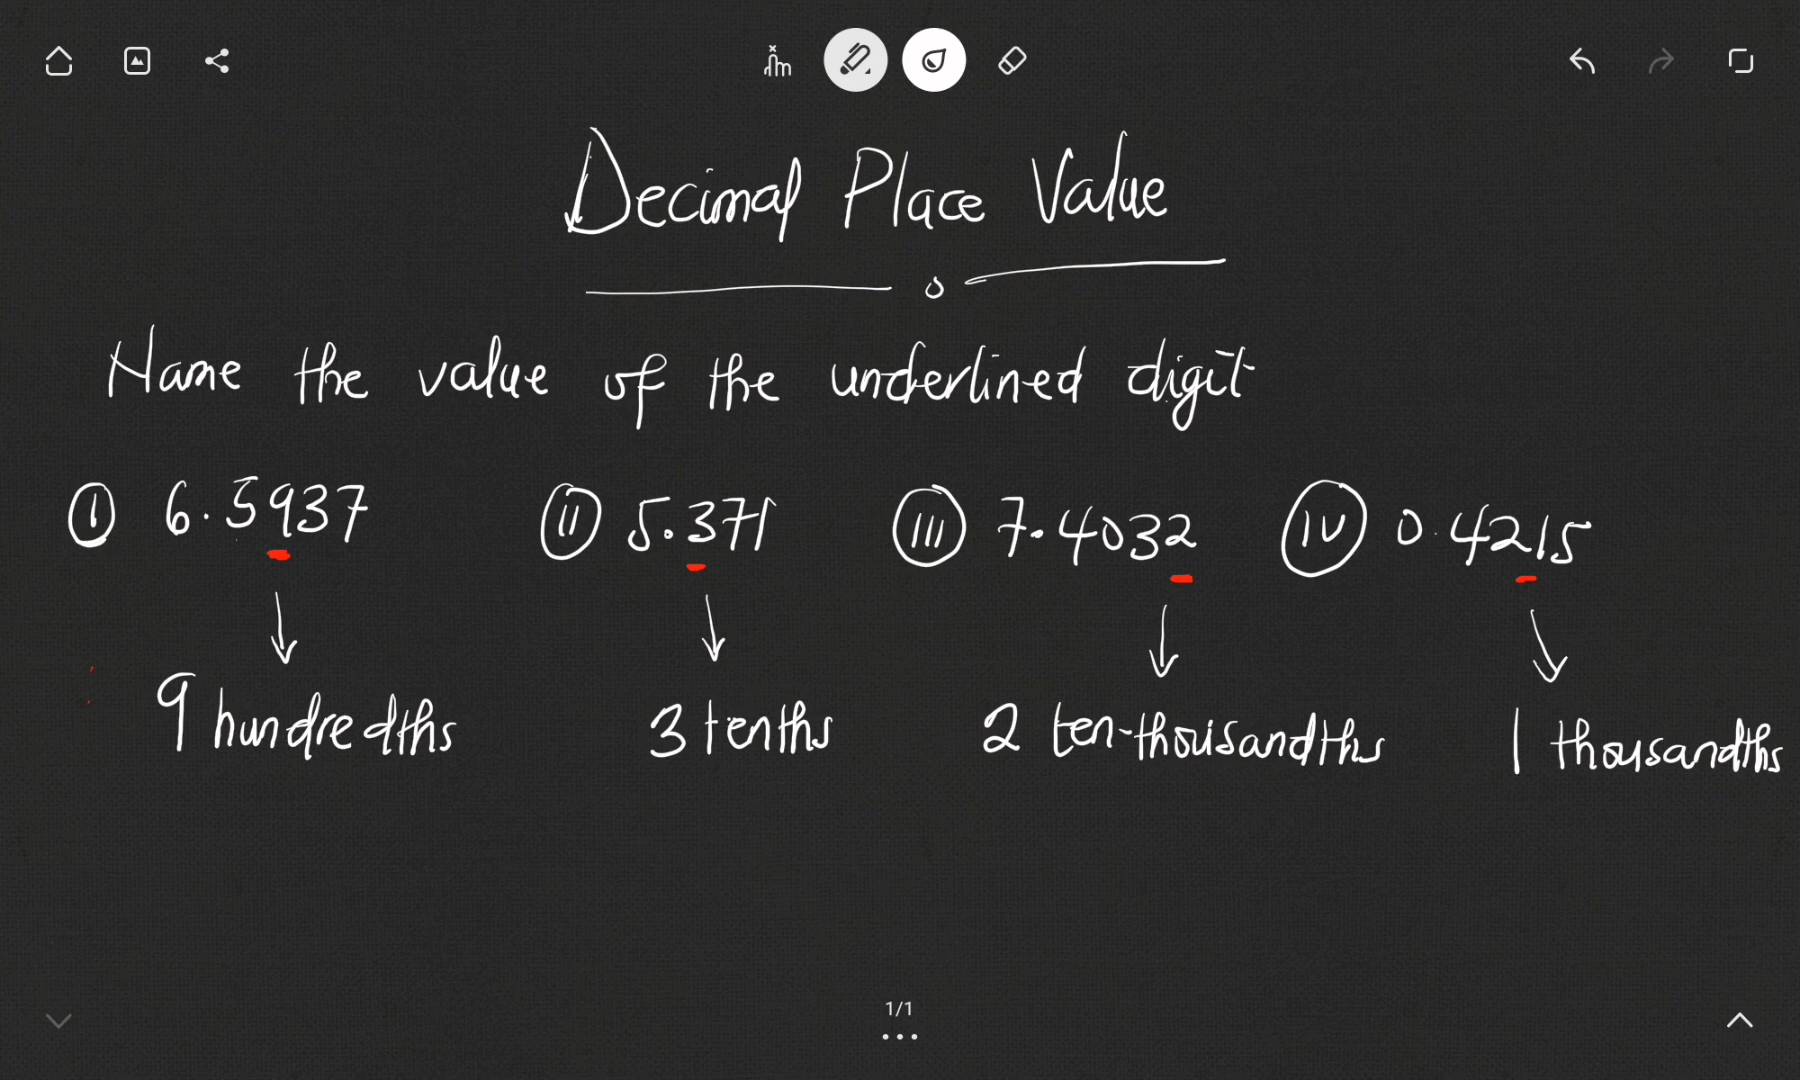 Decimal Place Value
Name the value of the underlined digit
(I) 6.5937 (II) 5.371 (III) 7.4032 (IV) 0.4215
9 hundredths 3 tenths 2 ten-thousandths 1 thousandths
1/1